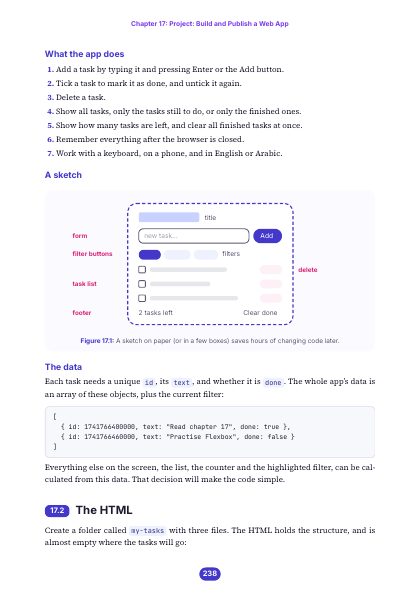 Chapter 17: Project: Build and Publish a Web App
What the app does
1. Add a task by typing it and pressing Enter or the Add button.
2. Tick a task to mark it as done, and untick it again.
3. Delete a task.
4. Show all tasks, only the tasks still to do, or only the finished ones.
5. Show how many tasks are left, and clear all finished tasks at once.
6. Remember everything after the browser is closed.
7. Work with a keyboard, on a phone, and in English or Arabic.
A sketch
title
form
new task...
Add
filter buttons
filters
delete
task list
footer
2 tasks left
Clear done
Figure 17.1: A sketch on paper (or in a few boxes) saves hours of changing code later.
The data
Each task needs a unique id, its text, and whether it is done. The whole app's data is
an array of these objects, plus the current filter:
[
{ id: 1741766400000, text: "Read chapter 17", done: true },
{ id: 1741766460000, text: "Practise Flexbox", done: false }
]
Everything else on the screen, the list, the counter and the highlighted filter, can be cal-
culated from this data. That decision will make the code simple.
17.2 The HTML
Create a folder called my-tasks with three files. The HTML holds the structure, and is
almost empty where the tasks will go:
238